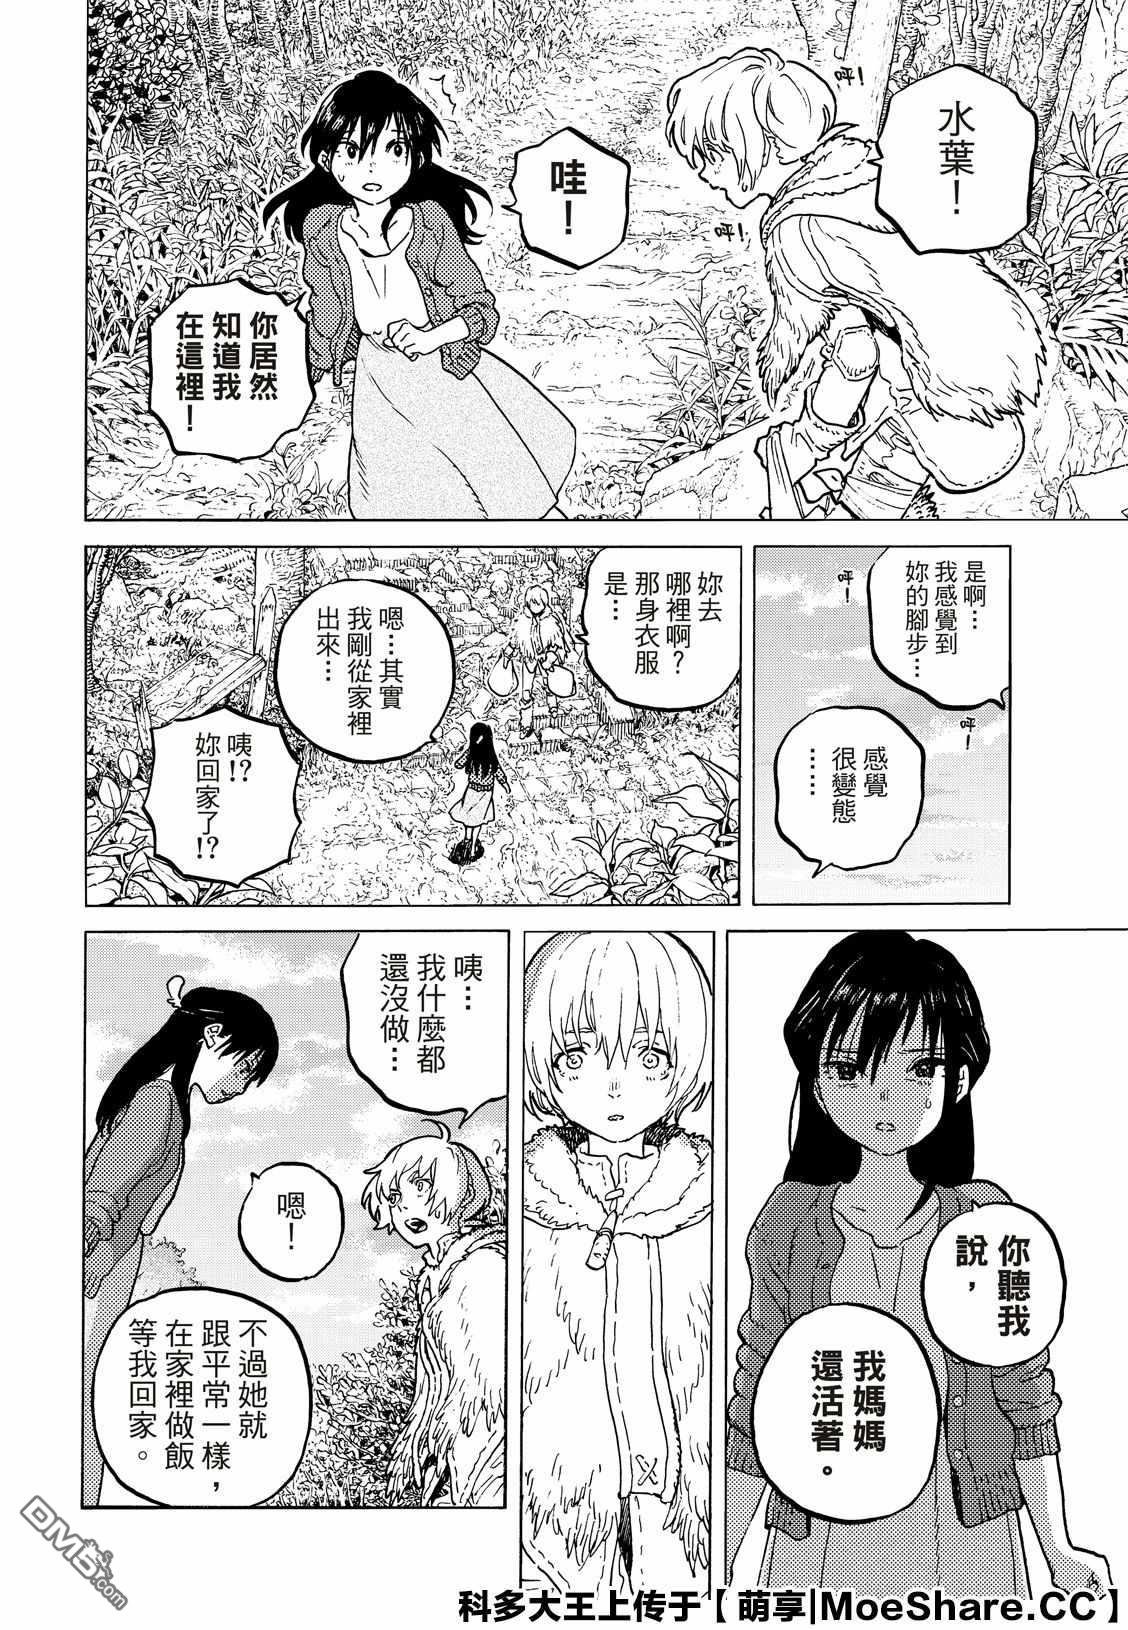 水葉！
呼！
呼！
哇！
你居然
知道我
在這裡！
是啊…
我感覺到
妳的腳步…
呼！
呼！
感覺
很變態
……
妳去
哪裡啊？
那身衣服
是…
嗯…其實
我剛從家裡
出來…
咦!?
妳回家了!?
你聽我
說，
我媽媽
還活著。
咦…
我什麼都
還沒做…
嗯！
不過她就
跟平常一樣，
在家裡做飯
等我回家。
DM5.com
科多大王上传于【萌享|MoeShare.CC】